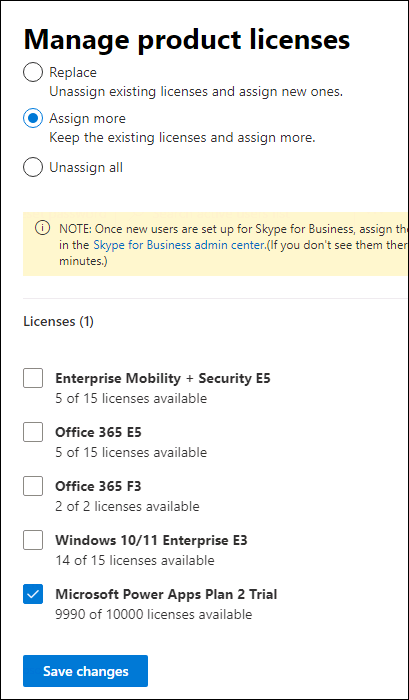 Manage product licenses
Replace
Unassign existing licenses and assign new ones.
Assign more
Keep the existing licenses and assign more.
Unassign all
NOTE: Once new users are set up for Skype for Business, assign the
in the Skype for Business admin center.(If you don't see them ther
minutes.)
Licenses (1)
Enterprise Mobility + Security E5
5 of 15 licenses available
Office 365 E5
5 of 15 licenses available
Office 365 F3
2 of 2 licenses available
Windows 10/11 Enterprise E3
14 of 15 licenses available
Microsoft Power Apps Plan 2 Trial
9990 of 10000 licenses available
Save changes